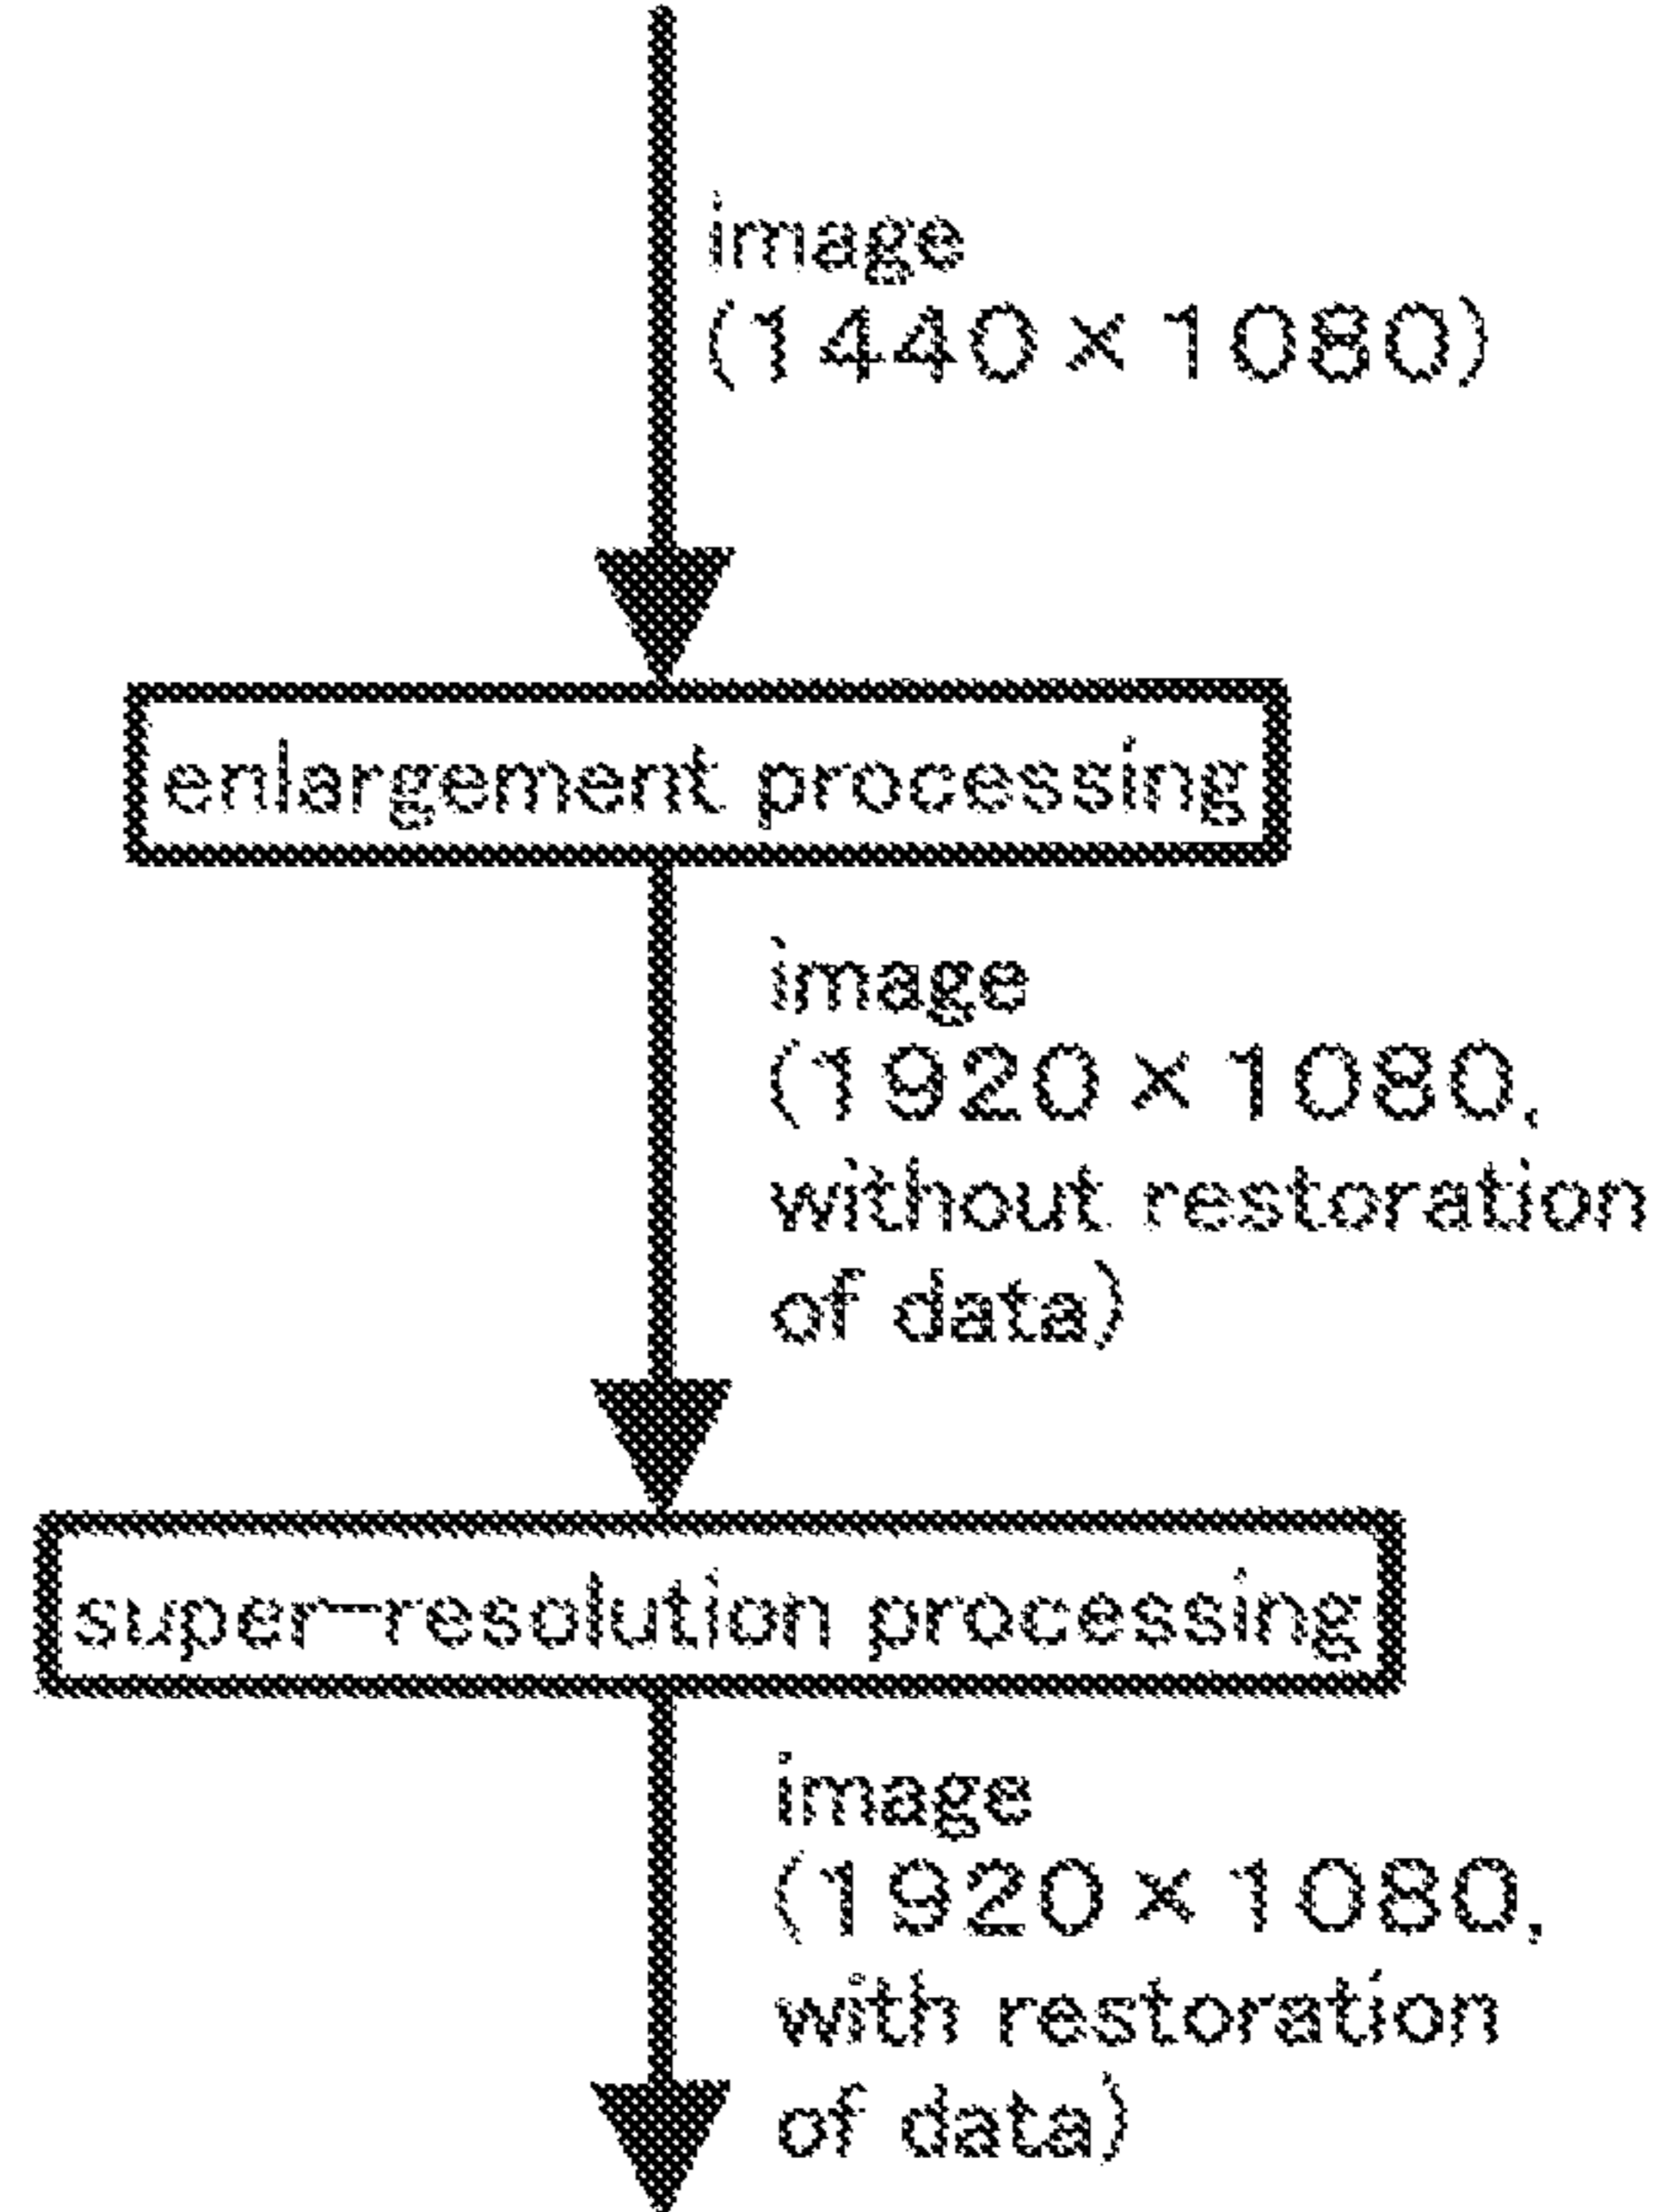 image
(1440×1080)
enlargement processing
image
(1920×1080,
without restoration
of data)
super-resolution processing
image
(1920×1080,
with restoration
of data)